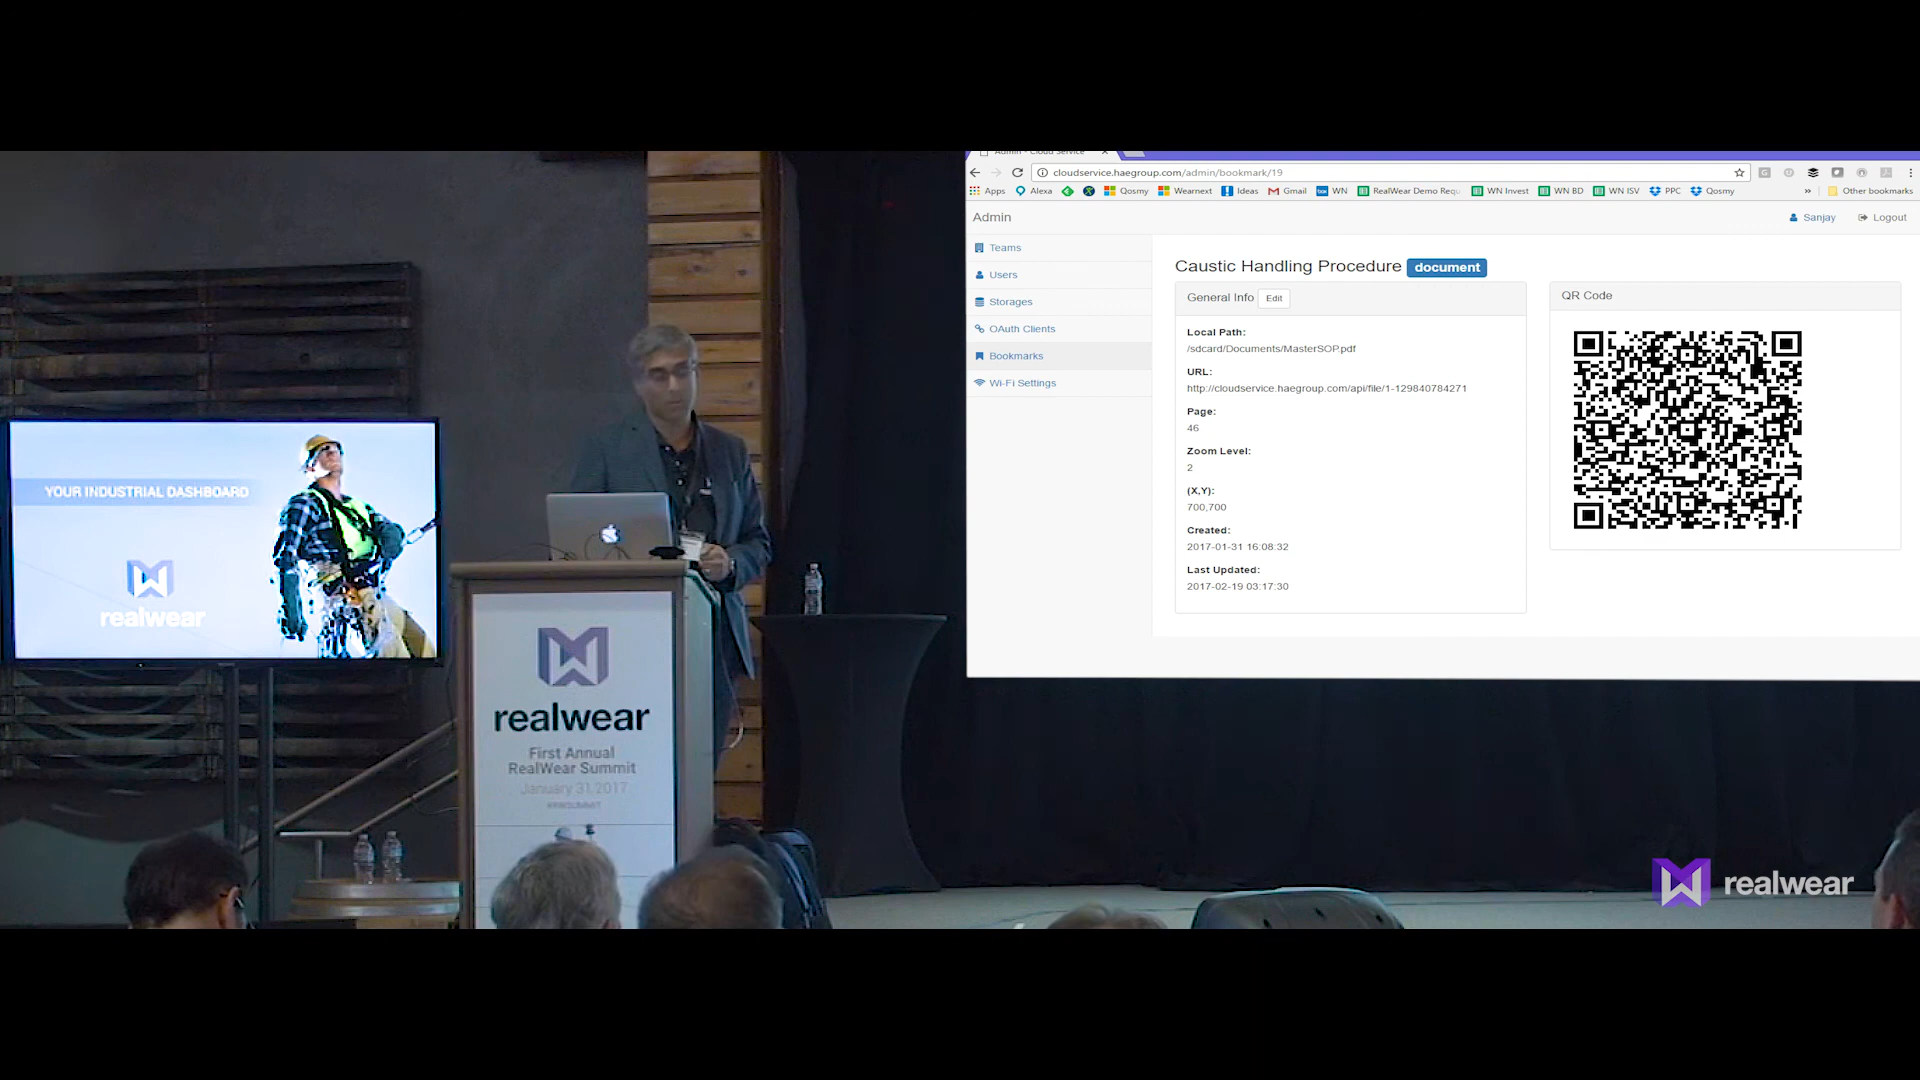 Admin - Cloud Service
cloudservice.haegroup.com/admin/bookmark/19
Apps Alexa Qosmy Wearnext Ideas Gmail WN RealWear Demo Requ WN Invest WN BD WN ISV PPC Qosmy » Other bookmarks
Admin
Sanjay Logout
Teams
Users
Storages
OAuth Clients
Bookmarks
Wi-Fi Settings
Caustic Handling Procedure document
General Info Edit
Local Path:
/sdcard/Documents/MasterSOP.pdf
URL:
http://cloudservice.haegroup.com/api/file/1-129840784271
Page:
46
Zoom Level:
2
(X,Y):
700,700
Created:
2017-01-31 16:08:32
Last Updated:
2017-02-19 03:17:30
QR Code
YOUR INDUSTRIAL DASHBOARD
realwear
realwear
First Annual
RealWear Summit
January 31, 2017
#RWSUMMIT
realwear